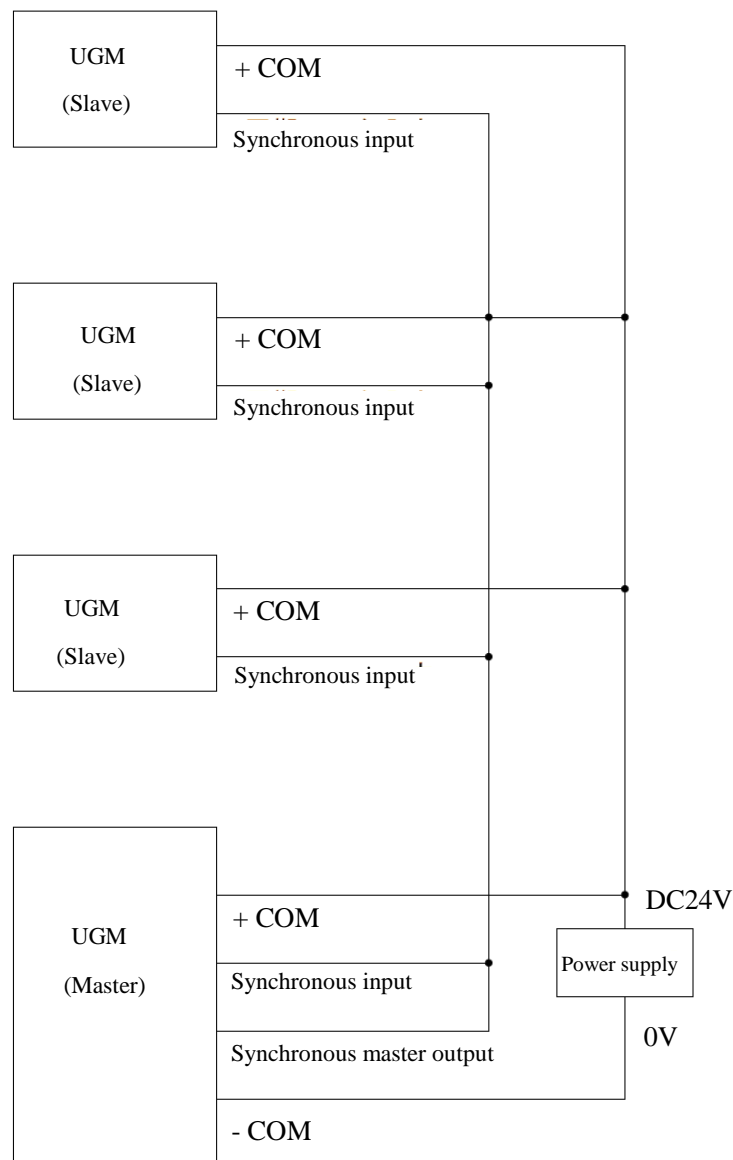 UGM
(Slave)
+ COM
Synchronous input
UGM
(Slave)
+ COM
Synchronous input
UGM
(Slave)
+ COM
Synchronous input
UGM
(Master)
+ COM
DC24V
Power supply
Synchronous input
0V
Synchronous master output
- COM